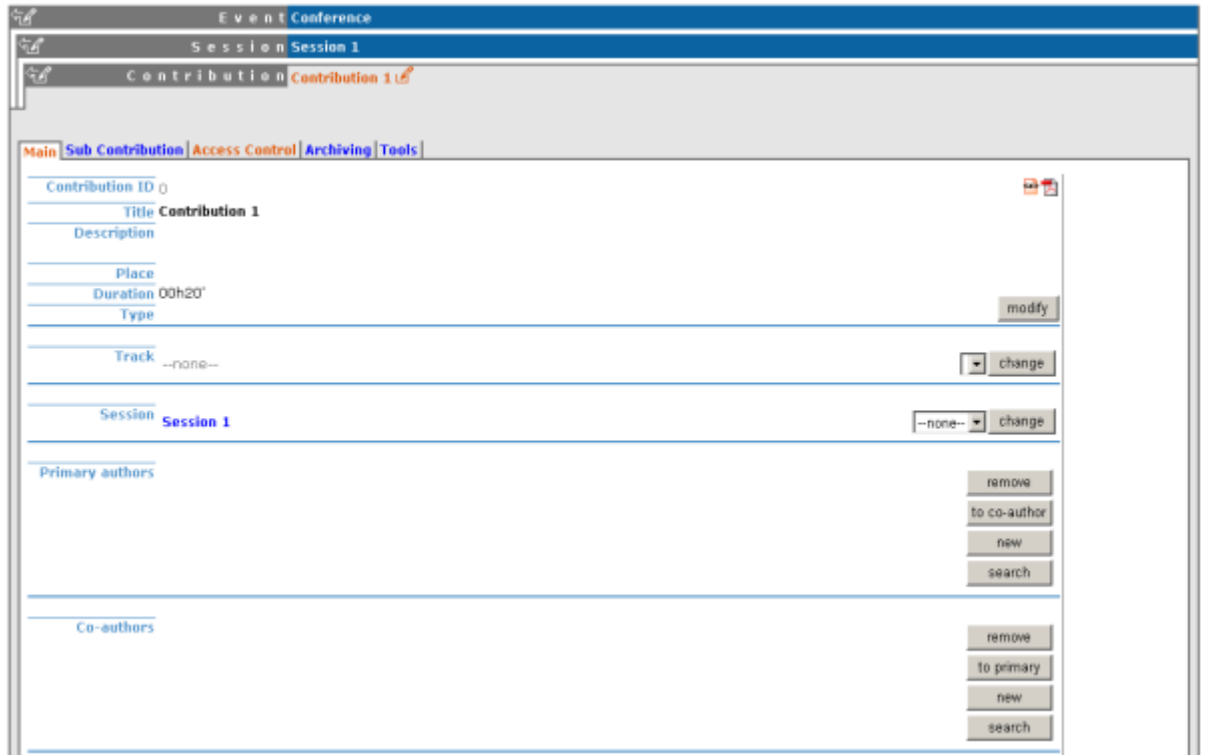 Event Conference
Session Session 1
Contribution Contribution 1
Main Sub Contribution Access Control Archiving Tools
Contribution ID 0
Title Contribution 1
Description
Place
Duration 00h20'
Type
modify
Track --none--
change
Session Session 1
--none-- change
Primary authors
remove
to co-author
new
search
Co-authors
remove
to primary
new
search